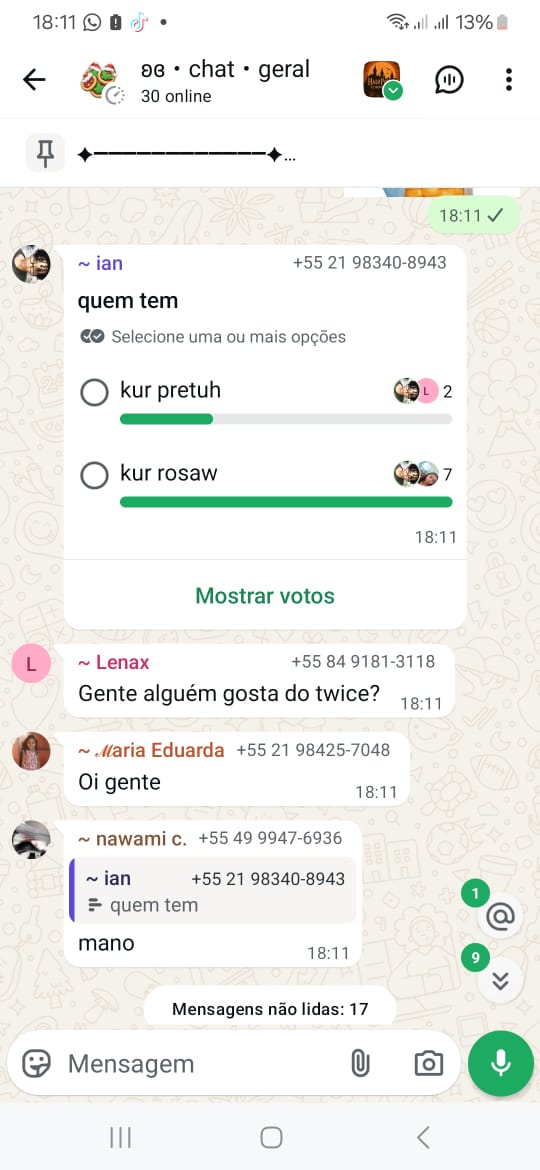 18:11
13%
ʚɞ • chat • geral
30 online
✦━━━━━━━━━━━━━✦...
18:11
~ ian +55 21 98340-8943
quem tem
Selecione uma ou mais opções
kur pretuh L 2
kur rosaw 7
18:11
Mostrar votos
L
~ Lenax +55 84 9181-3118
Gente alguém gosta do twice? 18:11
~ ℳaria Eduarda +55 21 98425-7048
Oi gente
18:11
~ nawami c. +55 49 9947-6936
~ ian +55 21 98340-8943
quem tem
mano
18:11
1
@
9
Mensagens não lidas: 17
Mensagem